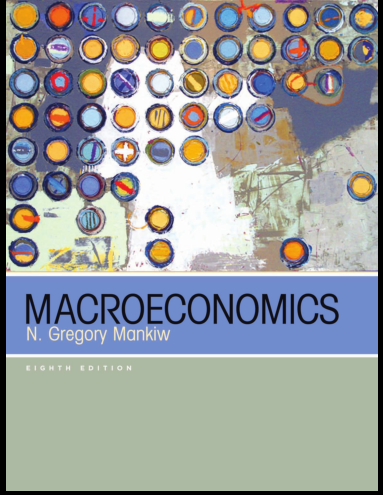 MACROECONOMICS
N. Gregory Mankiw
EIGHTH EDITION